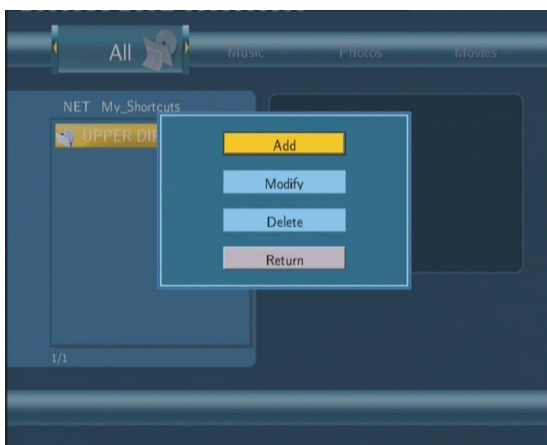 All
Music
Photos
Movies
NET My_Shortcuts
UPPER DI
Add
Modify
Delete
Return
1/1